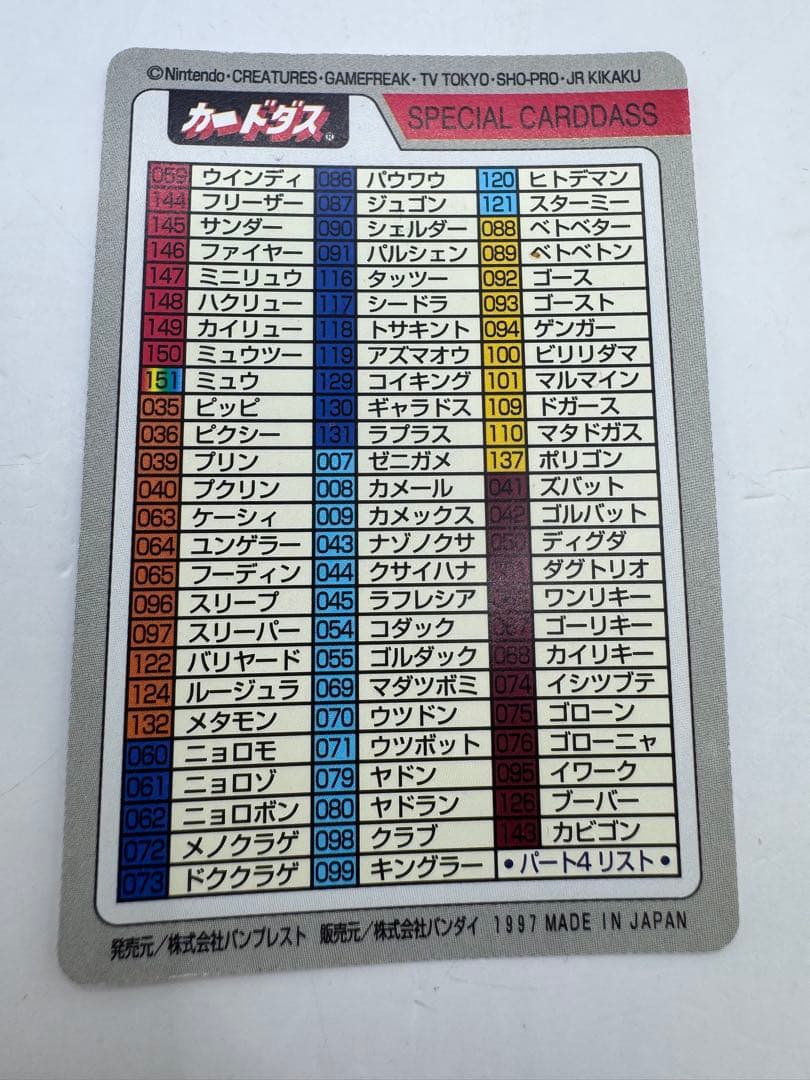 ©Nintendo・CREATURES・GAMEFREAK・TV TOKYO・SHO-PRO・JR KIKAKU
カードダス®
SPECIAL CARDDASS
059 ウインディ
144 フリーザー
145 サンダー
146 ファイヤー
147 ミニリュウ
148 ハクリュー
149 カイリュー
150 ミュウツー
151 ミュウ
035 ピッピ
036 ピクシー
039 プリン
040 プクリン
063 ケーシィ
064 ユンゲラー
065 フーディン
096 スリープ
097 スリーパー
122 バリヤード
124 ルージュラ
132 メタモン
060 ニョロモ
061 ニョロゾ
062 ニョロボン
072 メノクラゲ
073 ドククラゲ
086 パウワウ
087 ジュゴン
090 シェルダー
091 パルシェン
116 タッツー
117 シードラ
118 トサキント
119 アズマオウ
129 コイキング
130 ギャラドス
131 ラプラス
007 ゼニガメ
008 カメール
009 カメックス
043 ナゾノクサ
044 クサイハナ
045 ラフレシア
054 コダック
055 ゴルダック
069 マダツボミ
070 ウツドン
071 ウツボット
079 ヤドン
080 ヤドラン
098 クラブ
099 キングラー
120 ヒトデマン
121 スターミー
088 ベトベター
089 ベトベトン
092 ゴース
093 ゴースト
094 ゲンガー
100 ビリリダマ
101 マルマイン
109 ドガース
110 マタドガス
137 ポリゴン
041 ズバット
042 ゴルバット
ディグダ
ダグトリオ
ワンリキー
ゴーリキー
068 カイリキー
074 イシツブテ
075 ゴローン
076 ゴローニャ
095 イワーク
126 ブーバー
143 カビゴン
•パート4リスト•
発売元/株式会社バンプレスト 販売元/株式会社バンダイ 1997 MADE IN JAPAN